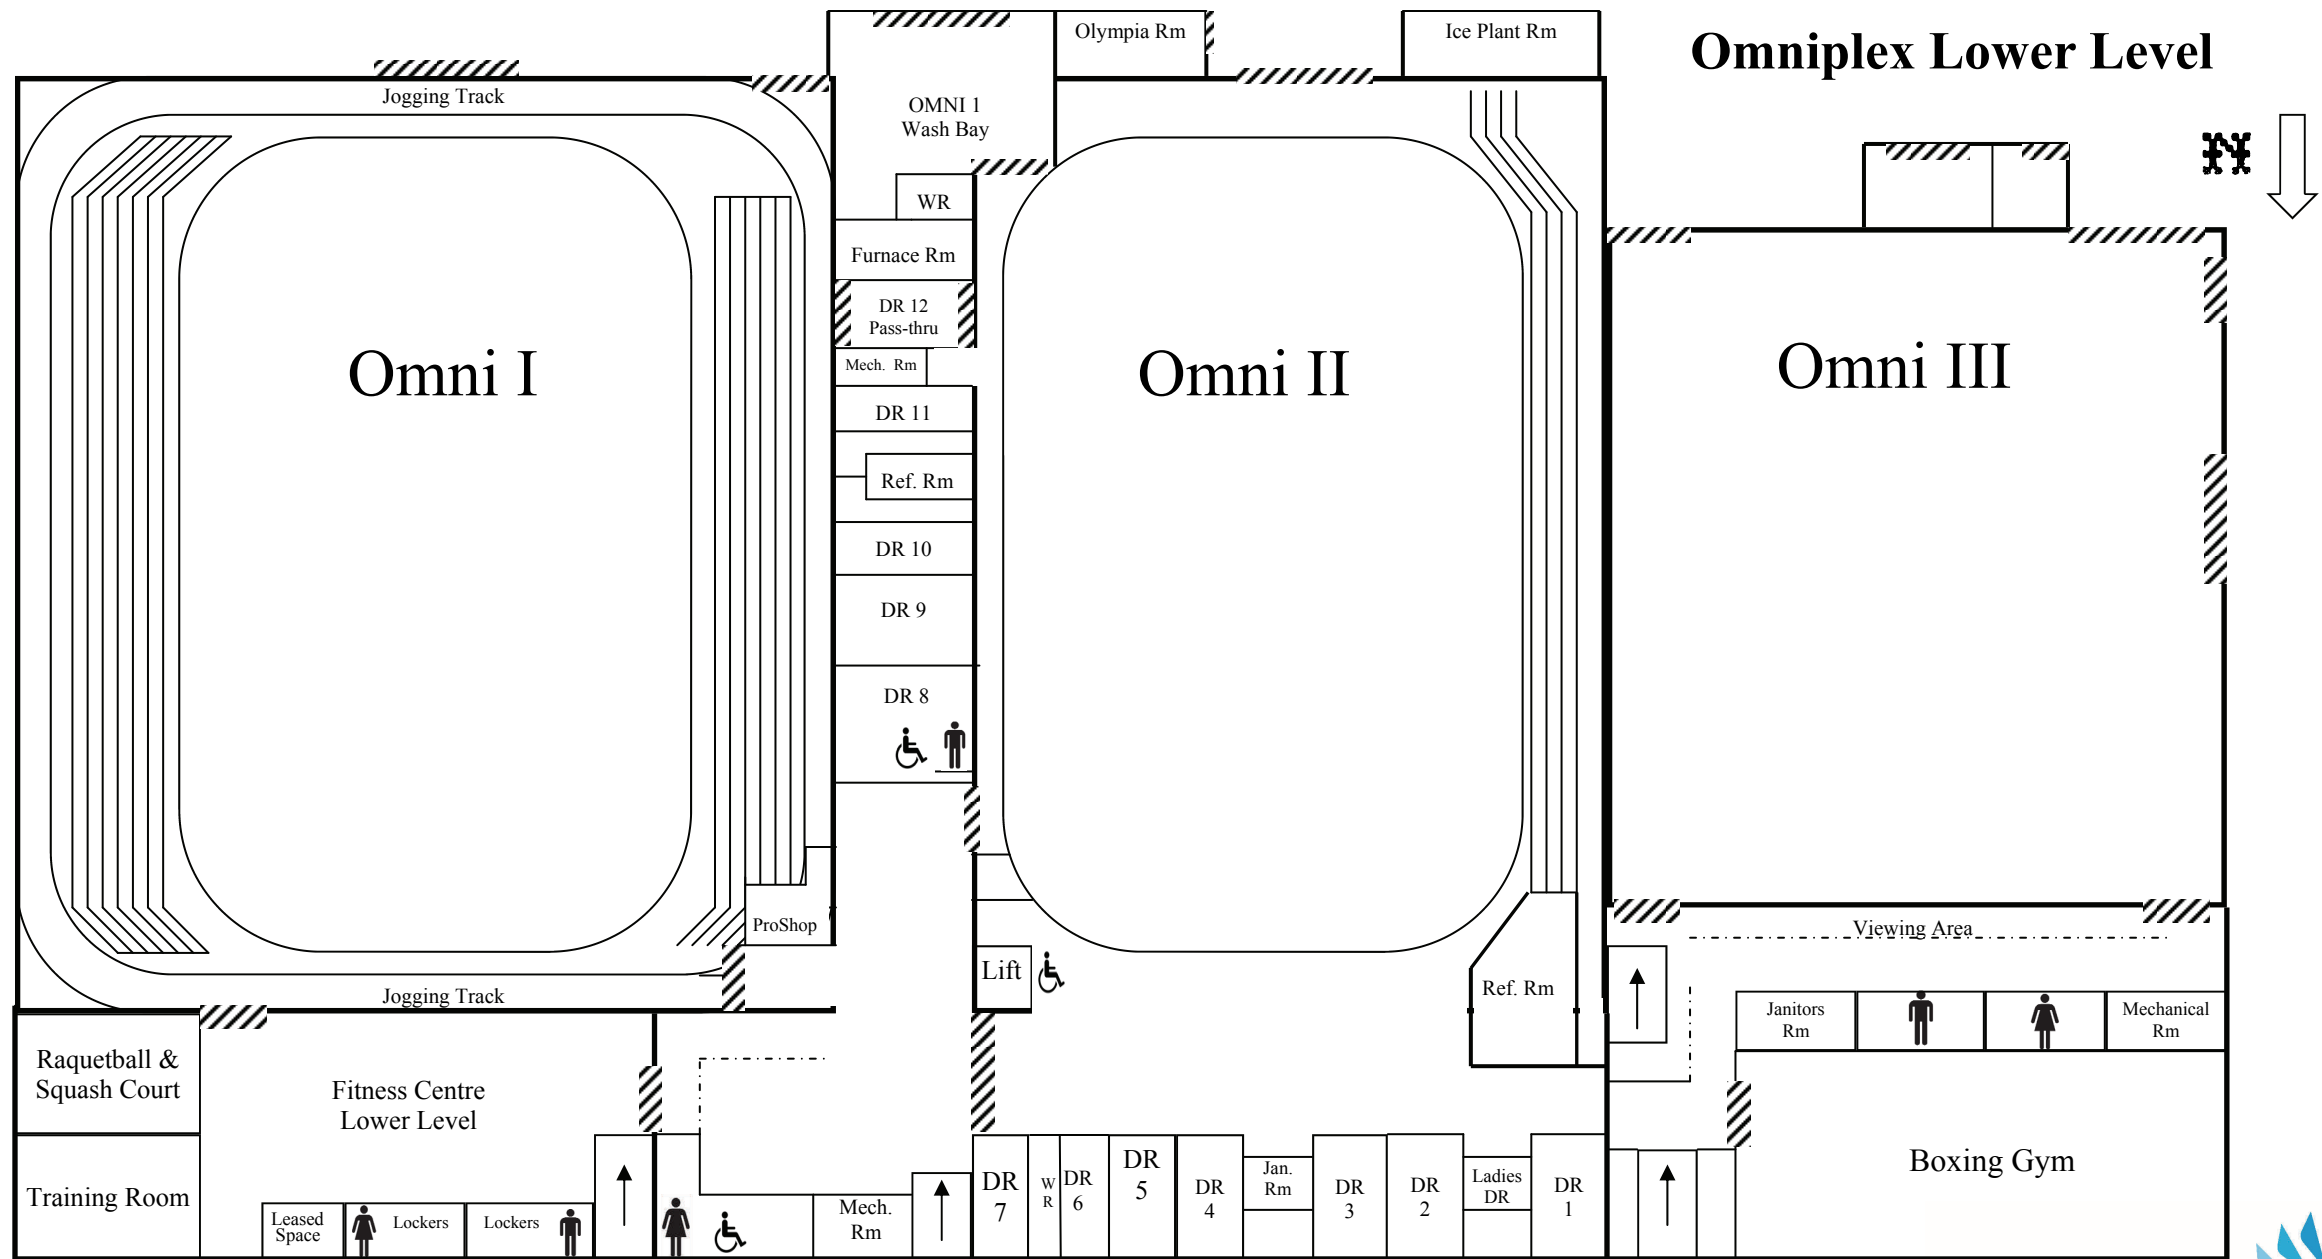 Omniplex Lower Level
N
Olympia Rm
Ice Plant Rm
Jogging Track
OMNI 1
Wash Bay
WR
Furnace Rm
DR 12
Pass-thru
Mech. Rm
DR 11
Ref. Rm
DR 10
DR 9
DR 8
Omni I
Omni II
Omni III
ProShop
Lift
Ref. Rm
Viewing Area
Jogging Track
Janitors
Rm
Mechanical
Rm
Raquetball &
Squash Court
Fitness Centre
Lower Level
Training Room
Leased
Space
Lockers
Lockers
Mech.
Rm
DR
7
W
R
DR
6
DR
5
DR
4
Jan.
Rm
DR
3
DR
2
Ladies
DR
DR
1
Boxing Gym